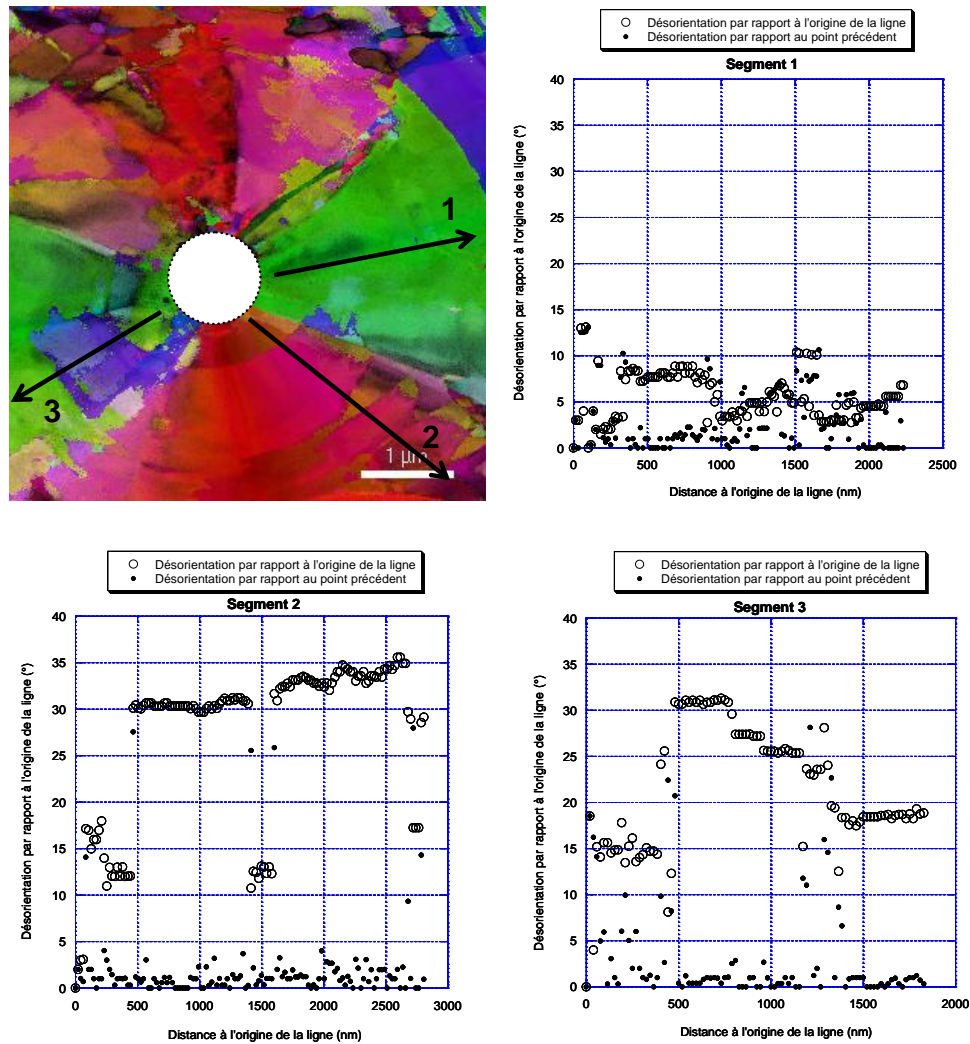 1
2
3
1 µm
Désorientation par rapport à l'origine de la ligne
Désorientation par rapport au point précédent
Segment 1
Désorientation par rapport à l'origine de la ligne (°)
40
35
30
25
20
15
10
5
0
0 500 1000 1500 2000 2500
Distance à l'origine de la ligne (nm)
Désorientation par rapport à l'origine de la ligne
Désorientation par rapport au point précédent
Segment 2
Désorientation par rapport à l'origine de la ligne (°)
40
35
30
25
20
15
10
5
0
0 500 1000 1500 2000 2500 3000
Distance à l'origine de la ligne (nm)
Désorientation par rapport à l'origine de la ligne
Désorientation par rapport au point précédent
Segment 3
Désorientation par rapport à l'origine de la ligne (°)
40
35
30
25
20
15
10
5
0
0 500 1000 1500 2000
Distance à l'origine de la ligne (nm)